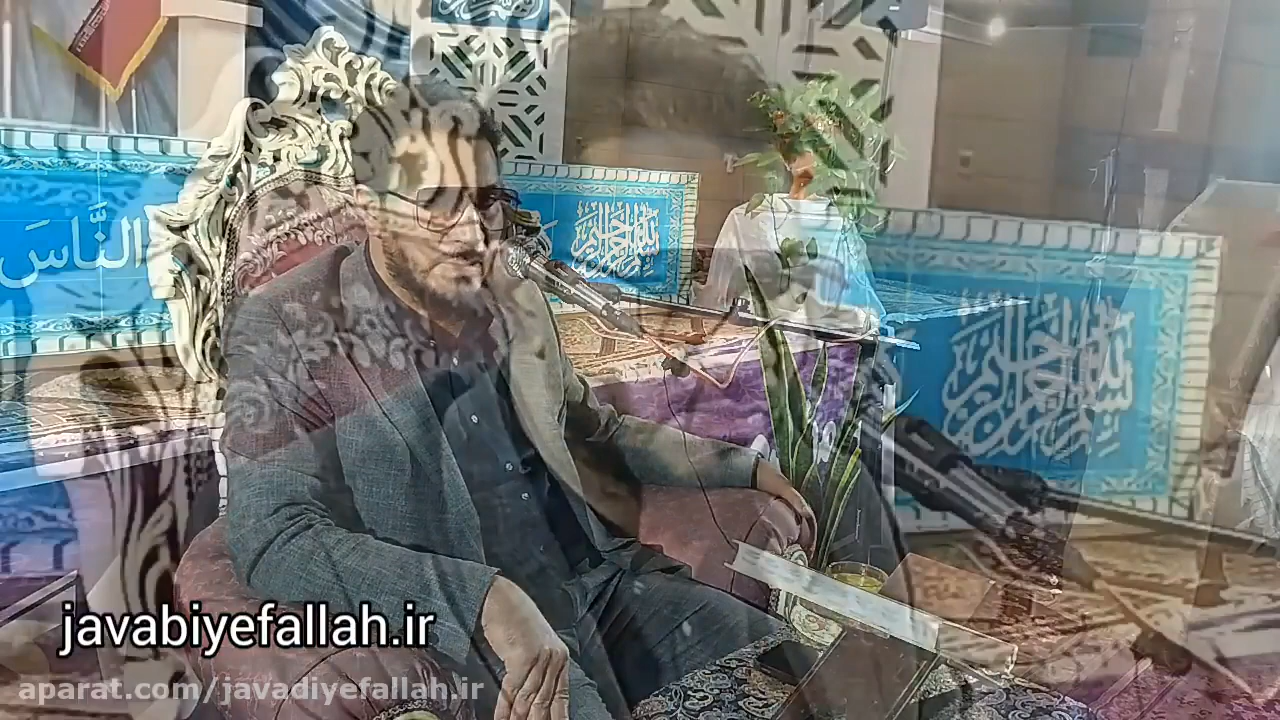 النَّاسَ
بسم الله الرحمن الرحيم
بسم الله الرحمن الرحيم
javabiyefallah.ir
aparat.com/javadiyefallah.ir